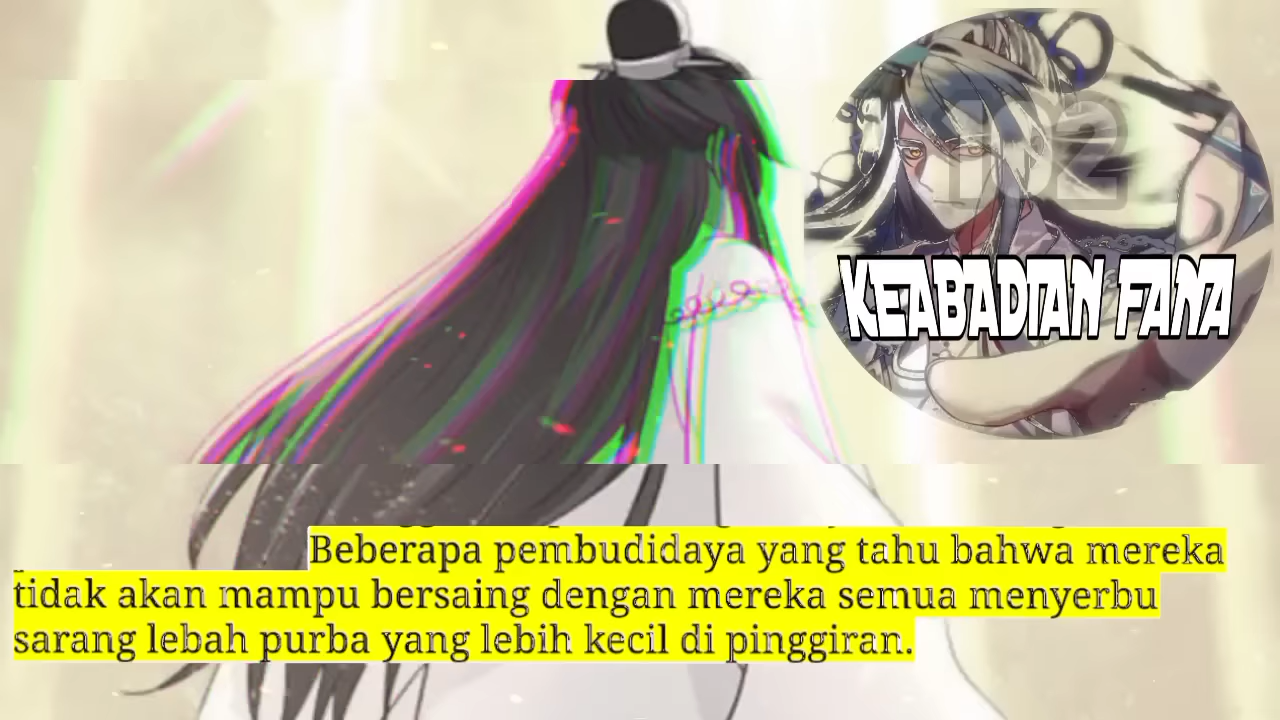 102
KEABADIAN FANA
Beberapa pembudidaya yang tahu bahwa mereka
tidak akan mampu bersaing dengan mereka semua menyerbu
sarang lebah purba yang lebih kecil di pinggiran.